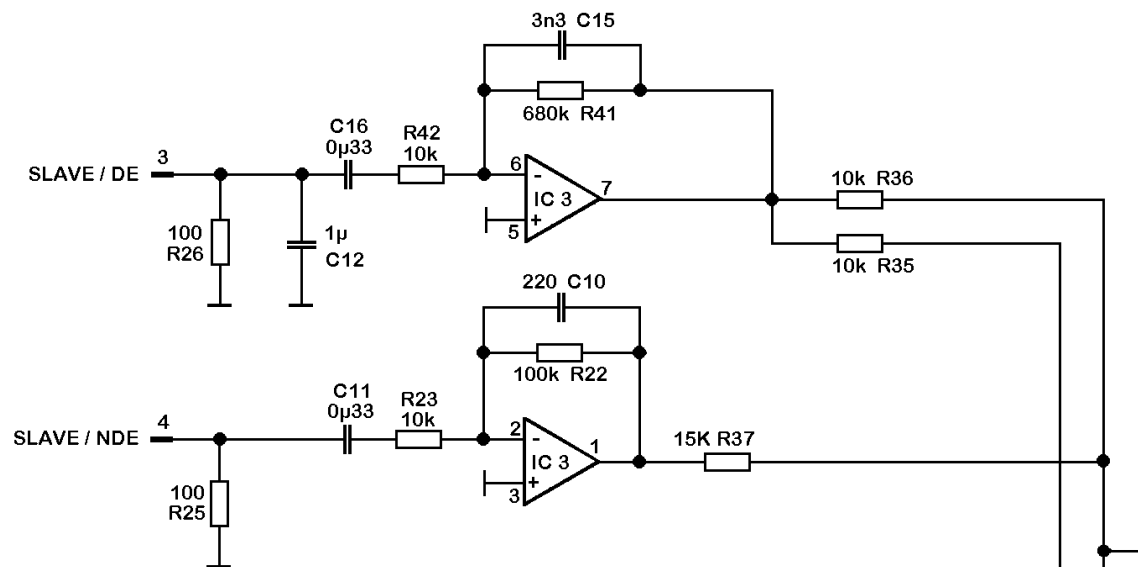 3n3 C15
680k R41
C16
0µ33
R42
10k
3
SLAVE / DE
6
-
IC 3
7
+
5
10k R36
100
R26
1µ
C12
10k R35
220 C10
100k R22
C11
0µ33
R23
10k
4
SLAVE / NDE
2
-
IC 3
1
15K R37
+
3
100
R25